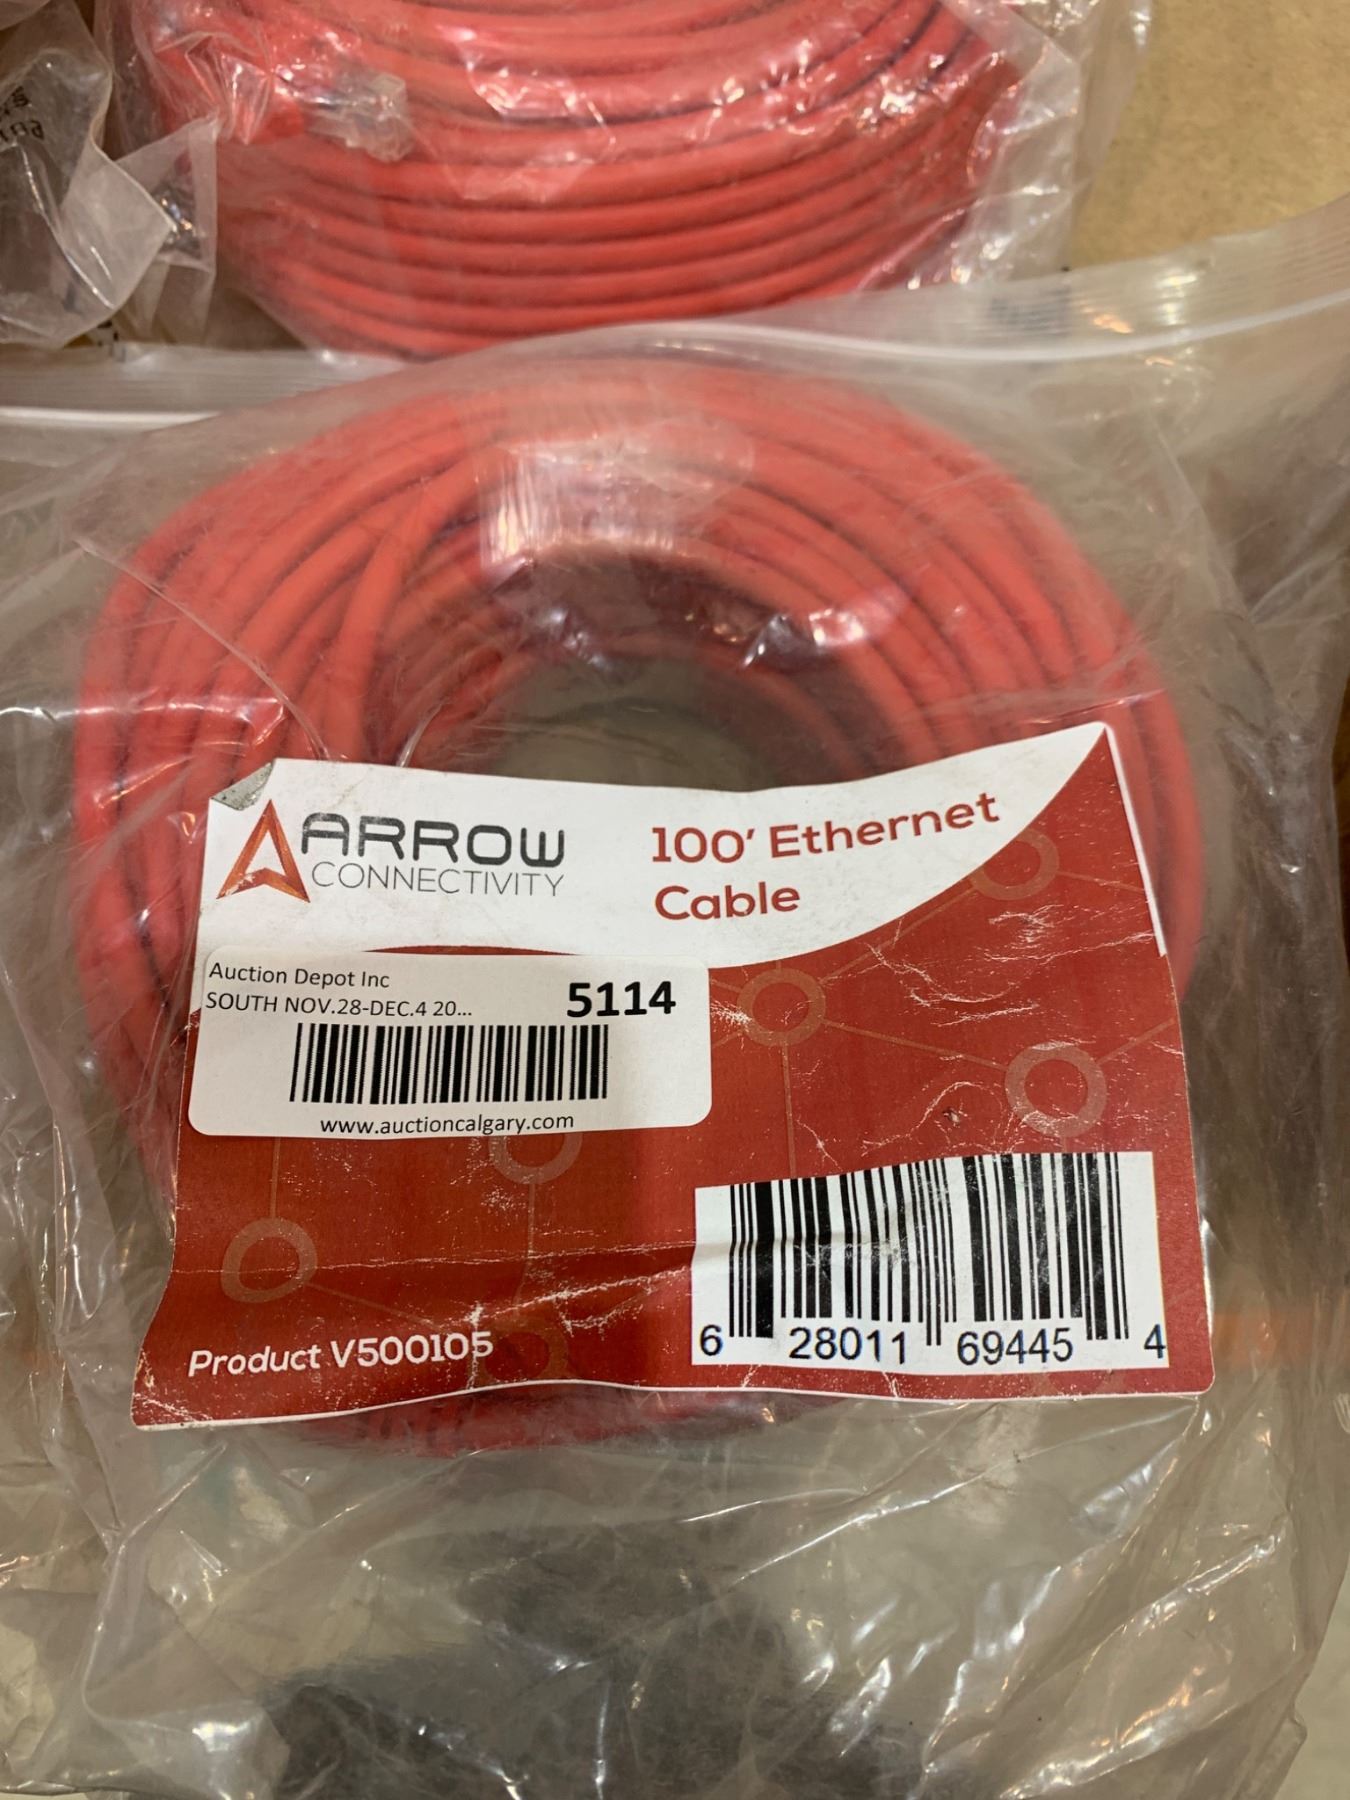 ARROW
CONNECTIVITY
100' Ethernet
Cable
Auction Depot Inc
SOUTH NOV.28-DEC.4 20...
5114
www.auctioncalgary.com
Product V500105
6 28011 69445 4